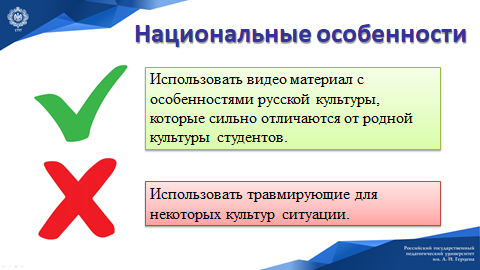 1797
Национальные особенности
Использовать видео материал с
особенностями русской культуры,
которые сильно отличаются от родной
культуры студентов.
Использовать травмирующие для
некоторых культур ситуации.
Российский государственный
педагогический университет
им. А. И. Герцена